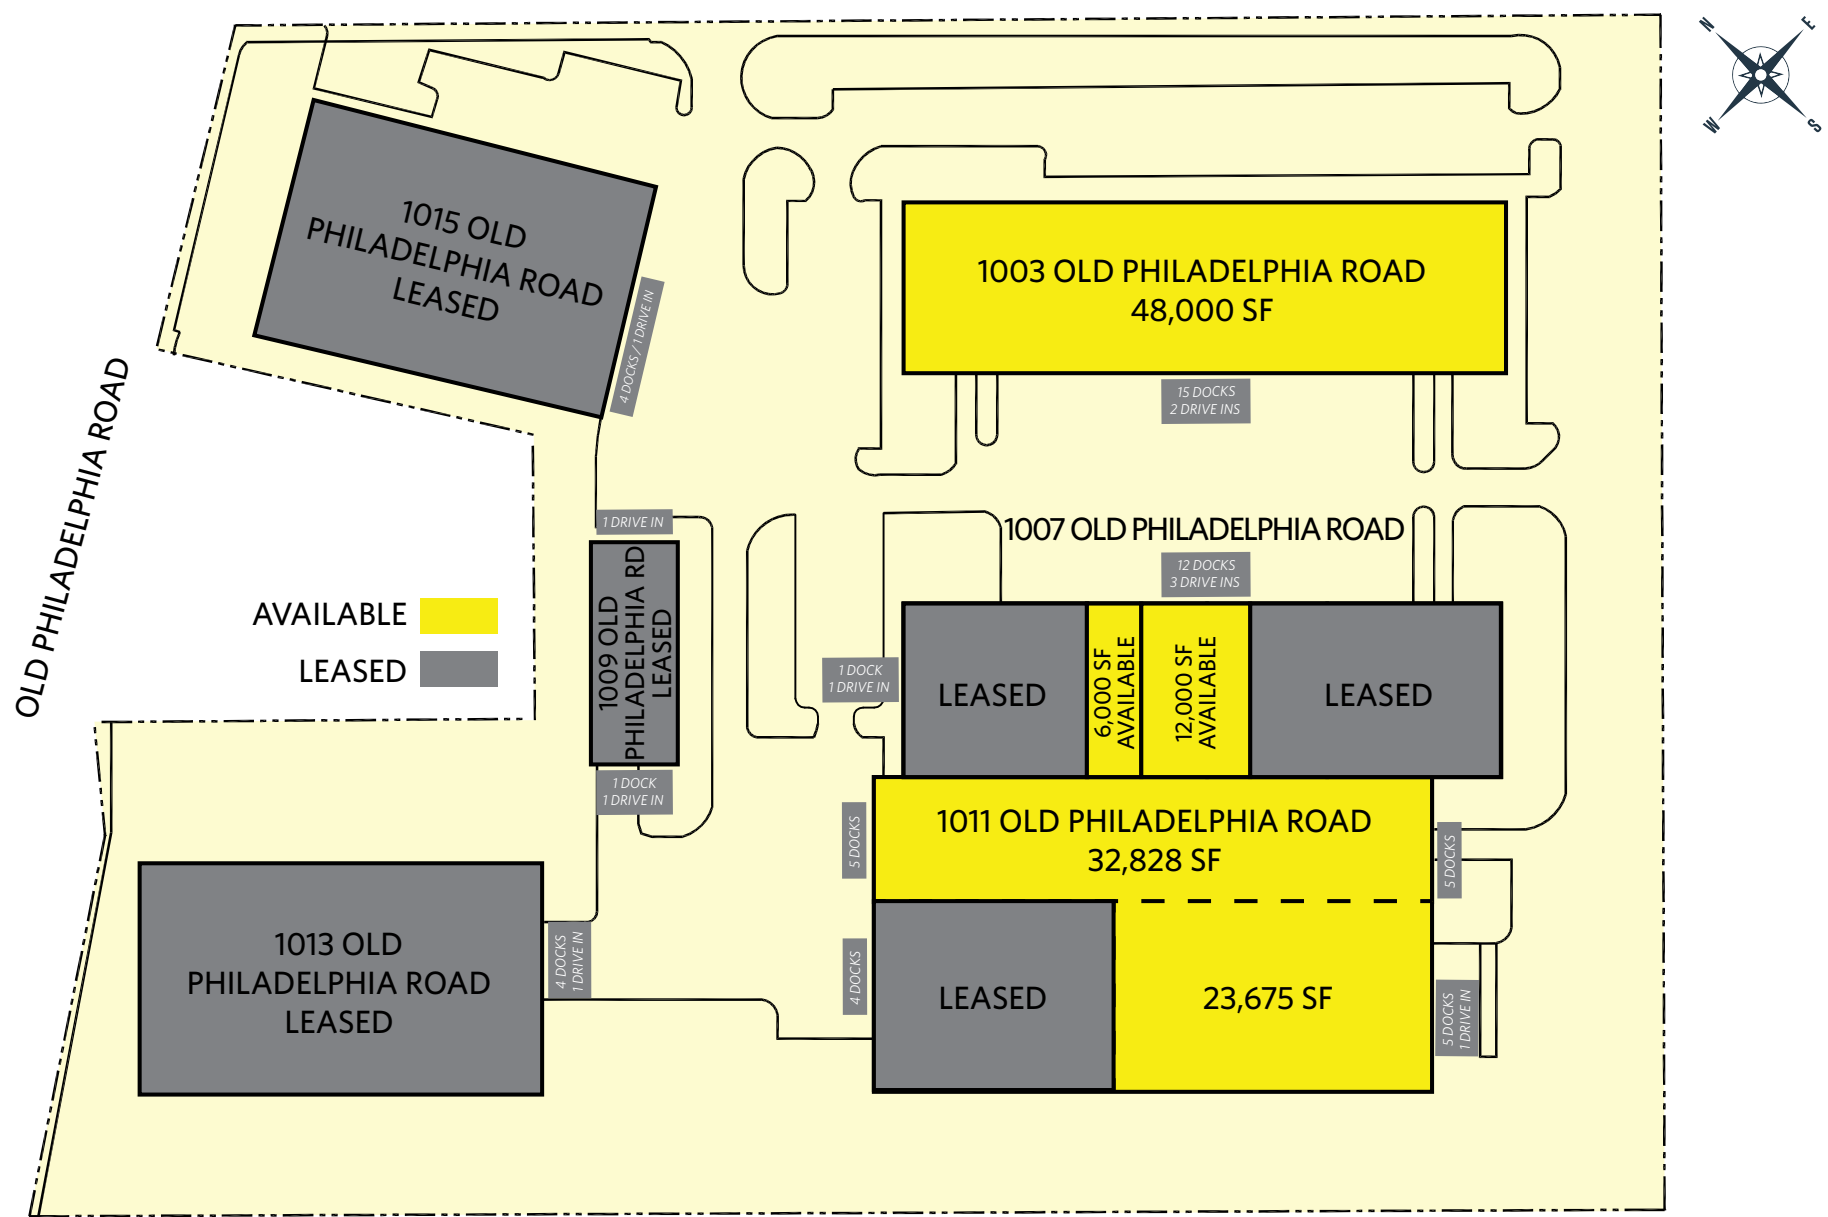 N
E
W
S
1015 OLD
PHILADELPHIA ROAD
LEASED
4 DOCKS / 1 DRIVE IN
1003 OLD PHILADELPHIA ROAD
48,000 SF
15 DOCKS
2 DRIVE INS
OLD PHILADELPHIA ROAD
AVAILABLE
LEASED
1 DRIVE IN
1009 OLD
PHILADELPHIA RD
LEASED
1 DOCK
1 DRIVE IN
1007 OLD PHILADELPHIA ROAD
12 DOCKS
3 DRIVE INS
1 DOCK
1 DRIVE IN
LEASED
6,000 SF
AVAILABLE
12,000 SF
AVAILABLE
LEASED
5 DOCKS
1011 OLD PHILADELPHIA ROAD
32,828 SF
5 DOCKS
1013 OLD
PHILADELPHIA ROAD
LEASED
4 DOCKS
1 DRIVE IN
4 DOCKS
LEASED
23,675 SF
5 DOCKS
1 DRIVE IN